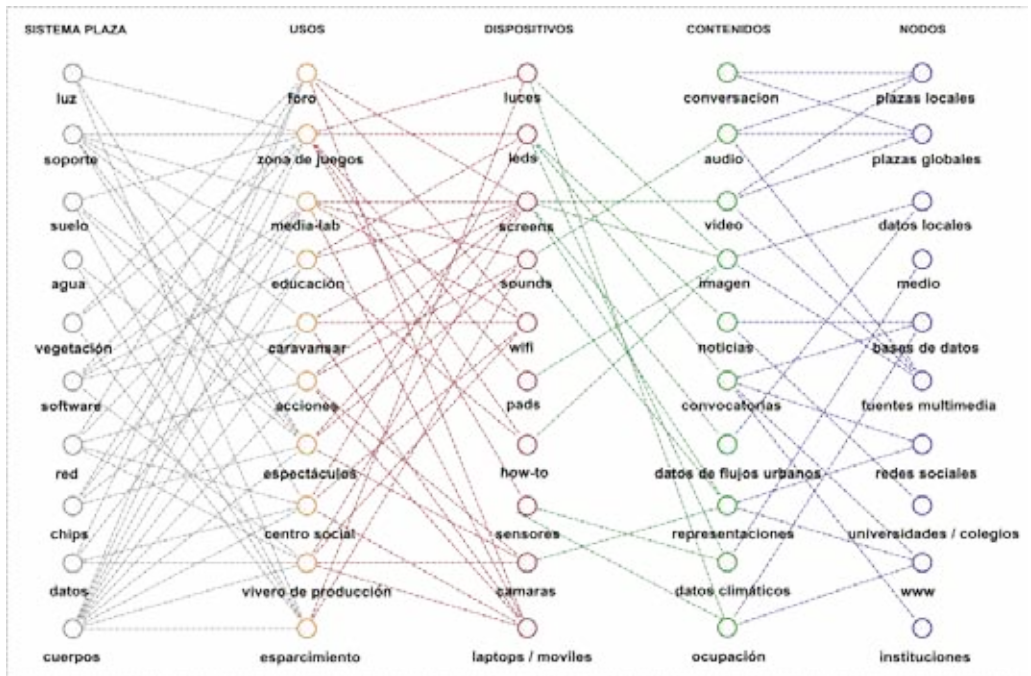 SISTEMA PLAZA USOS DISPOSITIVOS CONTENIDOS NODOS
luz foro luces conversacion plazas locales
soporte zona de juegos leds audio plazas globales
suelo media-lab screens video datos locales
agua educación sounds imagen medio
vegetación caravansar wifi noticias bases de datos
software acciones pads convocatorias fuentes multimedia
red espectáculos how-to datos de flujos urbanos redes sociales
chips centro social sensores representaciones universidades / colegios
datos vivero de producción camaras datos climáticos www
cuerpos esparcimiento laptops / moviles ocupación instituciones